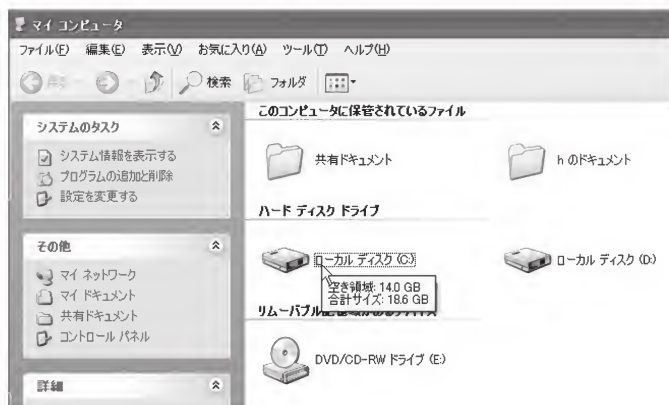 マイ コンピュータ
ファイル(F) 編集(E) 表示(V) お気に入り(A) ツール(T) ヘルプ(H)
検索 フォルダ
システムのタスク
システム情報を表示する
プログラムの追加と削除
設定を変更する
その他
マイ ネットワーク
マイ ドキュメント
共有ドキュメント
コントロール パネル
詳細
このコンピュータに保管されているファイル
共有ドキュメント
h のドキュメント
ハード ディスク ドライブ
ローカル ディスク (C:)
ローカル ディスク (D:)
空き領域: 14.0 GB
合計サイズ: 18.6 GB
リムーバブル
DVD/CD-RW ドライブ (E:)